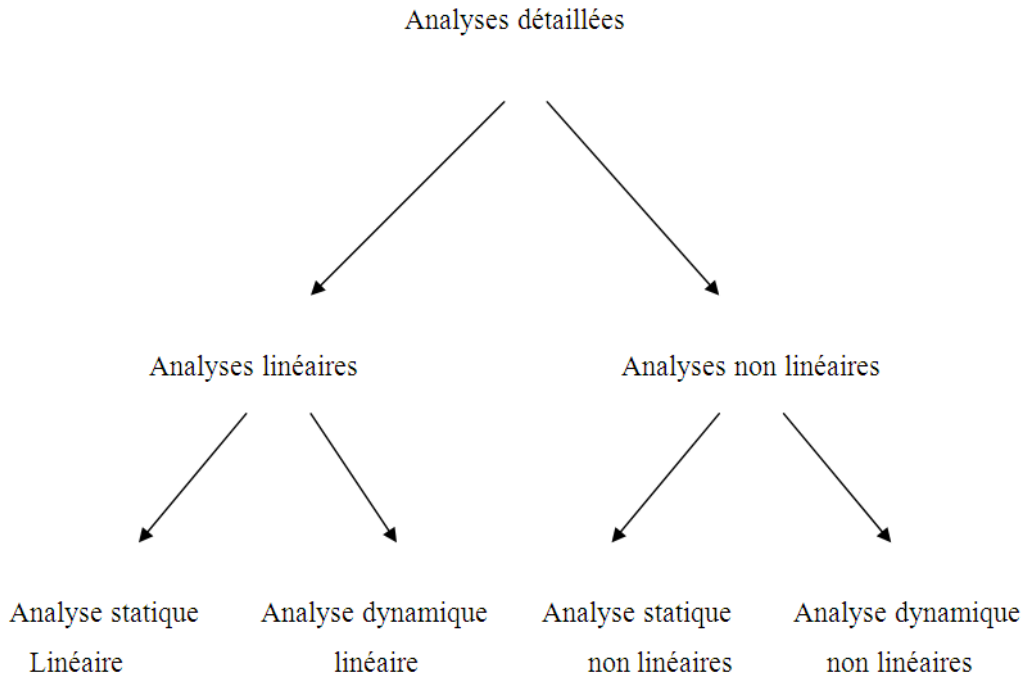 Analyses détaillées
Analyses linéaires
Analyses non linéaires
Analyse statique
Linéaire
Analyse dynamique
linéaire
Analyse statique
non linéaires
Analyse dynamique
non linéaires